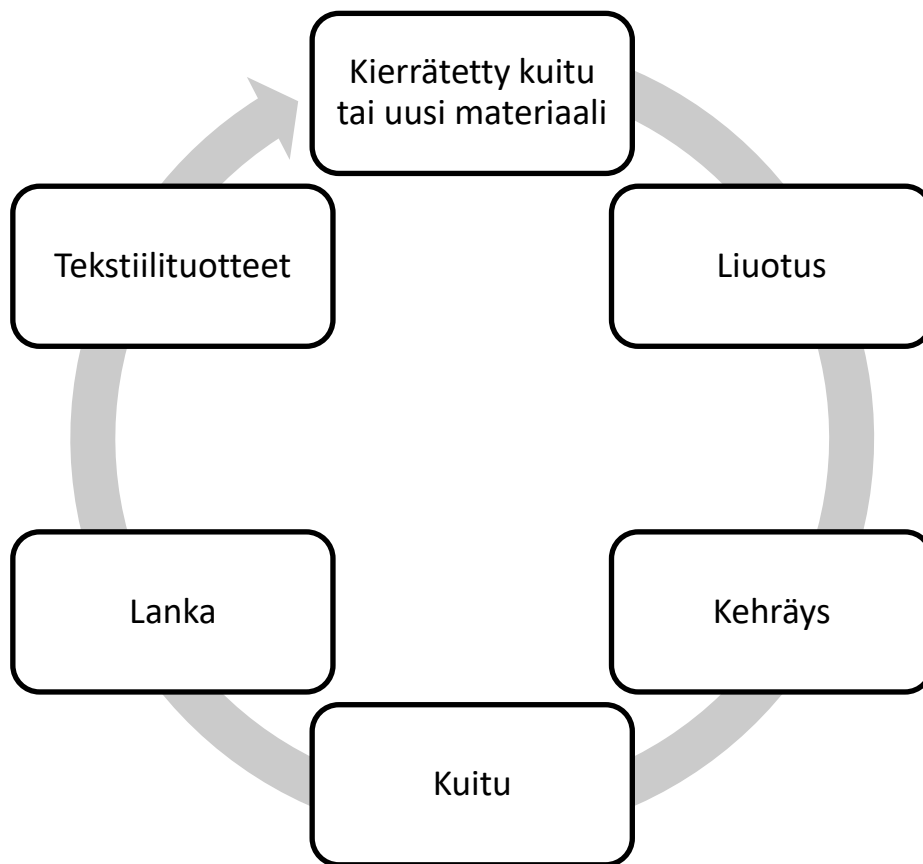 Kierrätetty kuitu
tai uusi materiaali
Liuotus
Kehräys
Kuitu
Lanka
Tekstiilituotteet